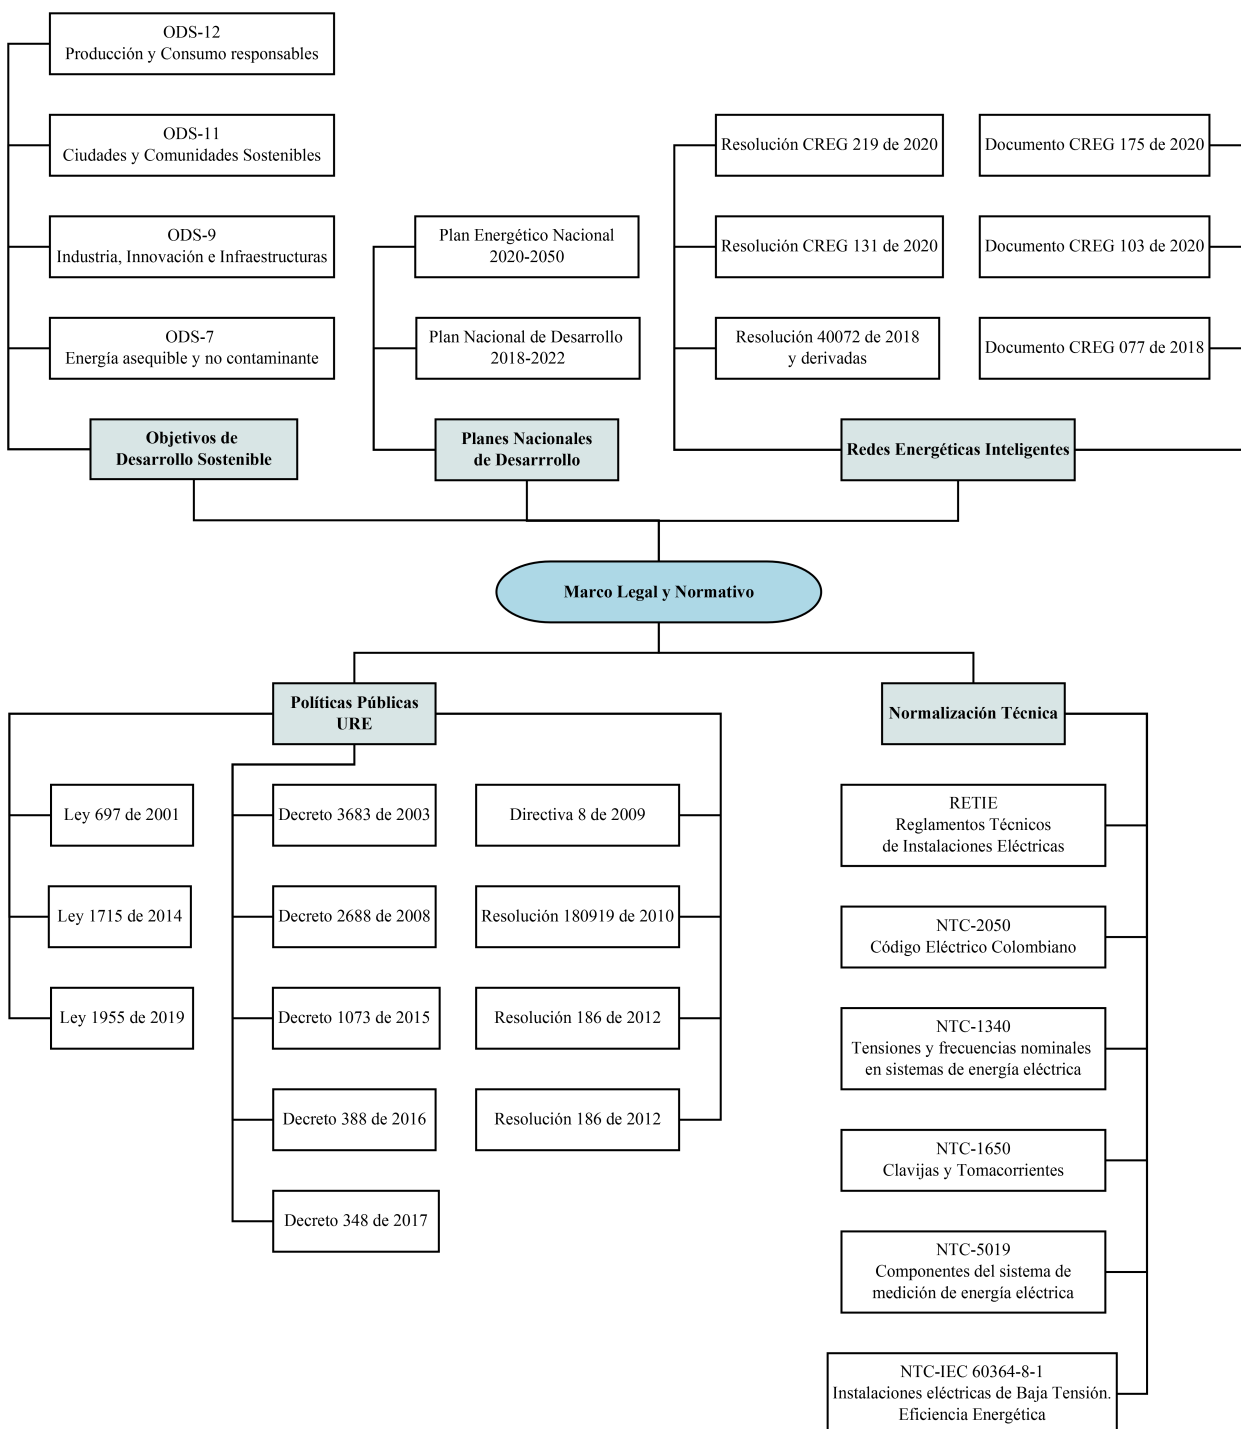 ODS-12
Producción y Consumo responsables
ODS-11
Ciudades y Comunidades Sostenibles
ODS-9
Industria, Innovación e Infraestructuras
ODS-7
Energía asequible y no contaminante
Objetivos de
Desarrollo Sostenible
Plan Energético Nacional
2020-2050
Plan Nacional de Desarrollo
2018-2022
Planes Nacionales
de Desarrrollo
Resolución CREG 219 de 2020
Resolución CREG 131 de 2020
Resolución 40072 de 2018
y derivadas
Documento CREG 175 de 2020
Documento CREG 103 de 2020
Documento CREG 077 de 2018
Redes Energéticas Inteligentes
Marco Legal y Normativo
Políticas Públicas
URE
Ley 697 de 2001
Ley 1715 de 2014
Ley 1955 de 2019
Decreto 3683 de 2003
Decreto 2688 de 2008
Decreto 1073 de 2015
Decreto 388 de 2016
Decreto 348 de 2017
Directiva 8 de 2009
Resolución 180919 de 2010
Resolución 186 de 2012
Resolución 186 de 2012
Normalización Técnica
RETIE
Reglamentos Técnicos
de Instalaciones Eléctricas
NTC-2050
Código Eléctrico Colombiano
NTC-1340
Tensiones y frecuencias nominales
en sistemas de energía eléctrica
NTC-1650
Clavijas y Tomacorrientes
NTC-5019
Componentes del sistema de
medición de energía eléctrica
NTC-IEC 60364-8-1
Instalaciones eléctricas de Baja Tensión.
Eficiencia Energética